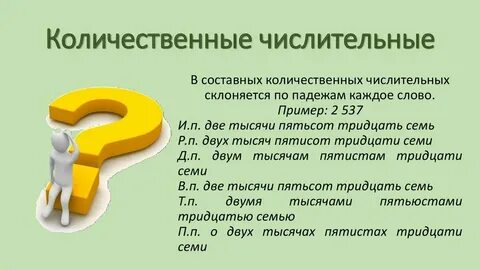 Количественные числительные
В составных количественных числительных
склоняется по падежам каждое слово.
Пример: 2 537
И.п. две тысячи пятьсот тридцать семь
Р.п. двух тысяч пятисот тридцати семи
Д.п. двум тысячам пятистам тридцати
семи
В.п. две тысячи пятьсот тридцать семь
Т.п. двумя тысячами пятьюстами
тридцатью семью
П.п. о двух тысячах пятистах тридцати
семи